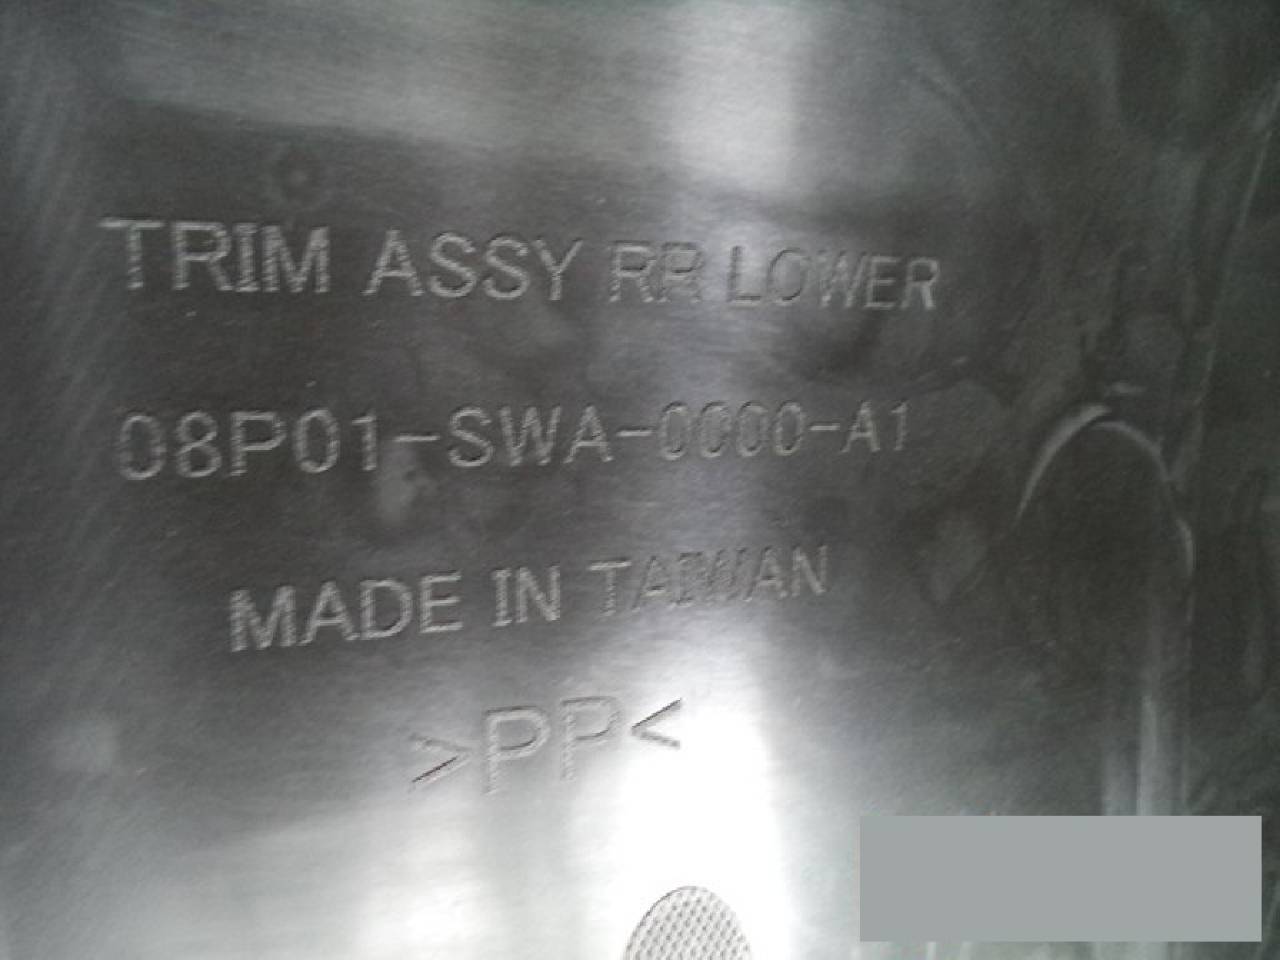 TRIM ASSY RR LOWER
08P01-SWA-0000-A1
MADE IN TAIWAN
>PP<